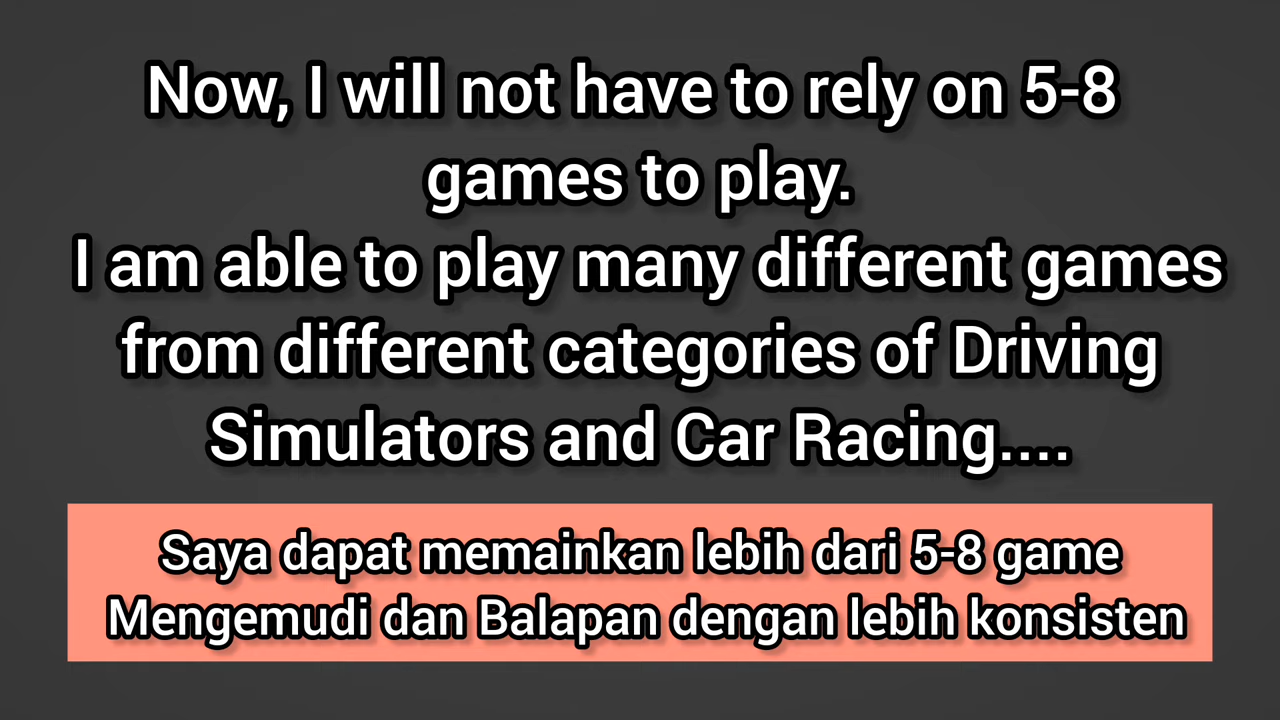 Now, I will not have to rely on 5-8
games to play.
I am able to play many different games
from different categories of Driving
Simulators and Car Racing....
Saya dapat memainkan lebih dari 5-8 game
Mengemudi dan Balapan dengan lebih konsisten